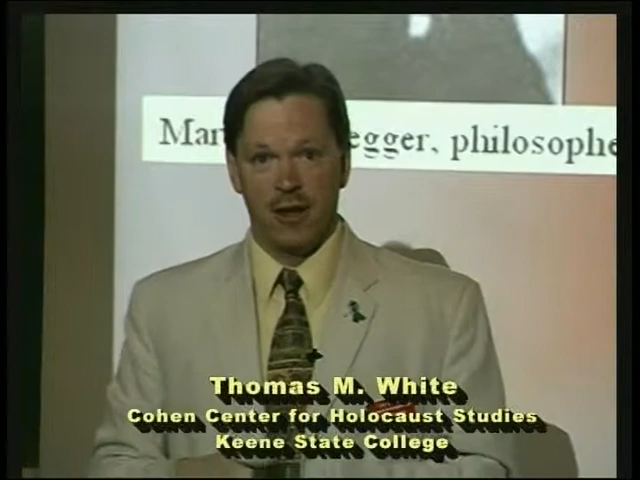 Mar egger, philosophe
Thomas M. White
Cohen Center for Holocaust Studies
Keene State College